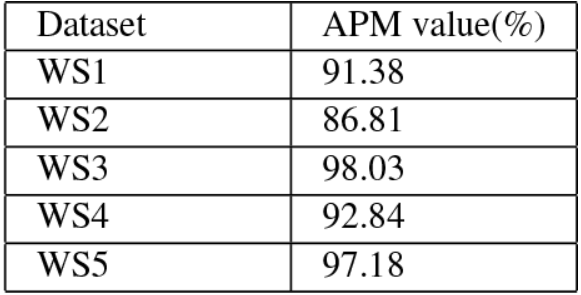 Dataset APM value(%)
WS1 91.38
WS2 86.81
WS3 98.03
WS4 92.84
WS5 97.18